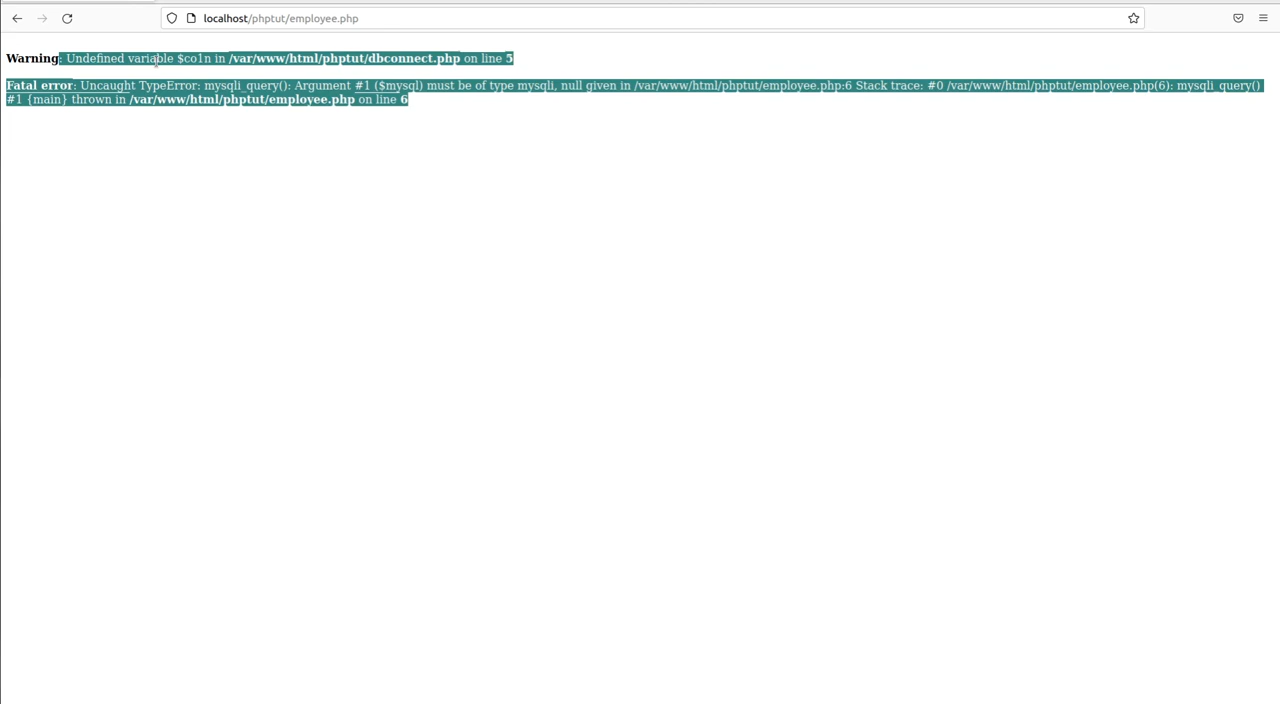 localhost/phptut/employee.php
Warning: Undefined variable $co1n in /var/www/html/phptut/dbconnect.php on line 5
Fatal error: Uncaught TypeError: mysqli_query(): Argument #1 ($mysql) must be of type mysqli, null given in /var/www/html/phptut/employee.php:6 Stack trace: #0 /var/www/html/phptut/employee.php(6): mysqli_query()
#1 {main} thrown in /var/www/html/phptut/employee.php on line 6